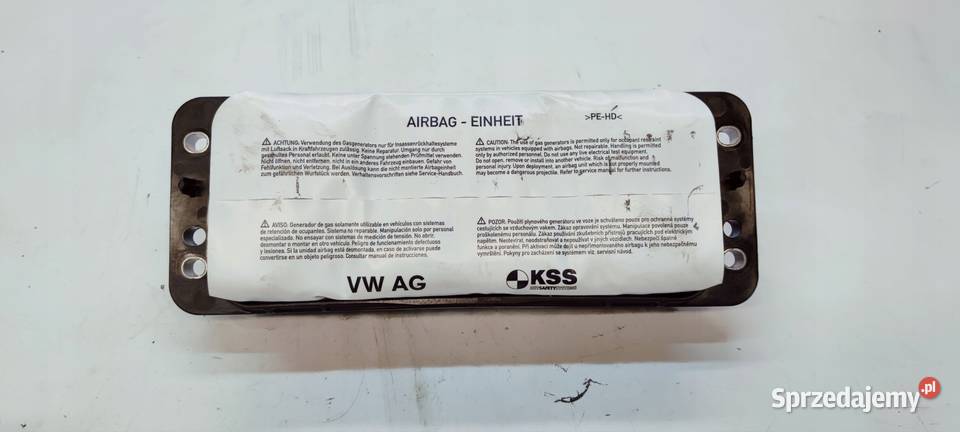 AIRBAG - EINHEIT
>PE-HD<
⚠ ACHTUNG. Verwendung des Gasgenerators nur für Insassenrückhaltesysteme
mit Luftsack in Kraftfahrzeugen zulässig. Keine Reparatur. Umgang nur durch
geschultes Personal erlaubt. Keine unter Spannung stehenden Prüfmittel verwenden.
Nicht öffnen, nicht entfernen, nicht in ein anderes Fahrzeug einbauen. Gefahr von
Fehlfunktion und Verletzung. Bei Auslösung kann die nicht montierte Airbageinheit
zum gefährlichen Wurfstück werden. Verhaltensvorschriften siehe Service-Handbuch.
⚠ CAUTION. The use of gas generators is permitted only for occupant restraint
systems in vehicles equipped with airbags. Not repairable. Handling is permitted
only by authorized personnel. Do not use any live electrical test equipment.
Do not open, remove or install into another vehicle. Risk of malfunction and
personal injury. Upon deployment, an airbag unit which is not properly mounted
may become a dangerous projectile. Refer to service manual for further instructions.
⚠ AVISO. Generador de gas solamente utilizable en vehículos con sistemas
de retención de ocupantes. Sistema no reparable. Manipulación solo por personal
especializado. No ensayar con sistemas de medición de tensión. No abrir,
desmontar o montar en otro vehículo. Peligro de funcionamiento defectuoso
y lesiones. Si la unidad airbag está desmontada, en caso de activarse puede
convertirse en un objeto peligroso. Consultar manual de instrucciones.
⚠ POZOR. Použití plynového generátoru ve voze je schváleno pouze pro ochranné systémy
cestujících se vzduchovým vakem. Zákaz opravování systému. Manipulace povolena pouze
proškolenému personálu. Zákaz používání zkušebních přístrojů pracujících pod elektrickým
napětím. Neotevírat, neodstraňovat a nepoužívat v jiných vozidlech. Nebezpečí špatné
funkce a poranění. Při aktivaci může dojít u nepřimontovaného airbagu k jeho nebezpečnému
vymrštění. Pokyny pro zacházení se systémem viz. servisní návod.
VW AG
KSS
KEYSAFETYSYSTEMS
Sprzedajemy.pl